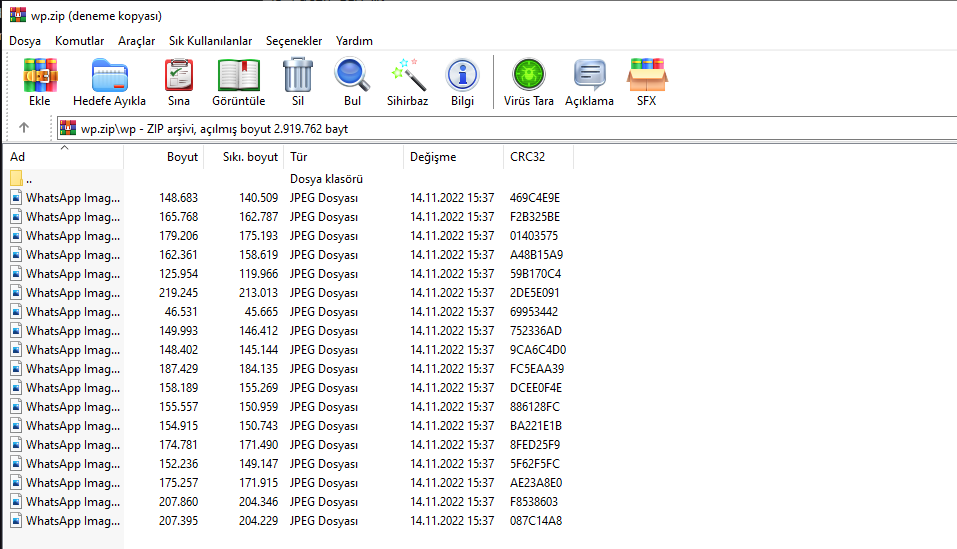 wp.zip (deneme kopyası)
Dosya Komutlar Araçlar Sık Kullanılanlar Seçenekler Yardım
Ekle Hedefe Ayıkla Sına Görüntüle Sil Bul Sihirbaz Bilgi Virüs Tara Açıklama SFX
wp.zip\wp - ZIP arşivi, açılmış boyut 2.919.762 bayt
Ad Boyut Sıkı. boyut Tür Değişme CRC32
.. Dosya klasörü
WhatsApp Imag... 148.683 140.509 JPEG Dosyası 14.11.2022 15:37 469C4E9E
WhatsApp Imag... 165.768 162.787 JPEG Dosyası 14.11.2022 15:37 F2B325BE
WhatsApp Imag... 179.206 175.193 JPEG Dosyası 14.11.2022 15:37 01403575
WhatsApp Imag... 162.361 158.619 JPEG Dosyası 14.11.2022 15:37 A48B15A9
WhatsApp Imag... 125.954 119.966 JPEG Dosyası 14.11.2022 15:37 59B170C4
WhatsApp Imag... 219.245 213.013 JPEG Dosyası 14.11.2022 15:37 2DE5E091
WhatsApp Imag... 46.531 45.665 JPEG Dosyası 14.11.2022 15:37 69953442
WhatsApp Imag... 149.993 146.412 JPEG Dosyası 14.11.2022 15:37 752336AD
WhatsApp Imag... 148.402 145.144 JPEG Dosyası 14.11.2022 15:37 9CA6C4D0
WhatsApp Imag... 187.429 184.135 JPEG Dosyası 14.11.2022 15:37 FC5EAA39
WhatsApp Imag... 158.189 155.269 JPEG Dosyası 14.11.2022 15:37 DCEE0F4E
WhatsApp Imag... 155.557 150.959 JPEG Dosyası 14.11.2022 15:37 886128FC
WhatsApp Imag... 154.915 150.743 JPEG Dosyası 14.11.2022 15:37 BA221E1B
WhatsApp Imag... 174.781 171.490 JPEG Dosyası 14.11.2022 15:37 8FED25F9
WhatsApp Imag... 152.236 149.147 JPEG Dosyası 14.11.2022 15:37 5F62F5FC
WhatsApp Imag... 175.257 171.915 JPEG Dosyası 14.11.2022 15:37 AE23A8E0
WhatsApp Imag... 207.860 204.346 JPEG Dosyası 14.11.2022 15:37 F8538603
WhatsApp Imag... 207.395 204.229 JPEG Dosyası 14.11.2022 15:37 087C14A8